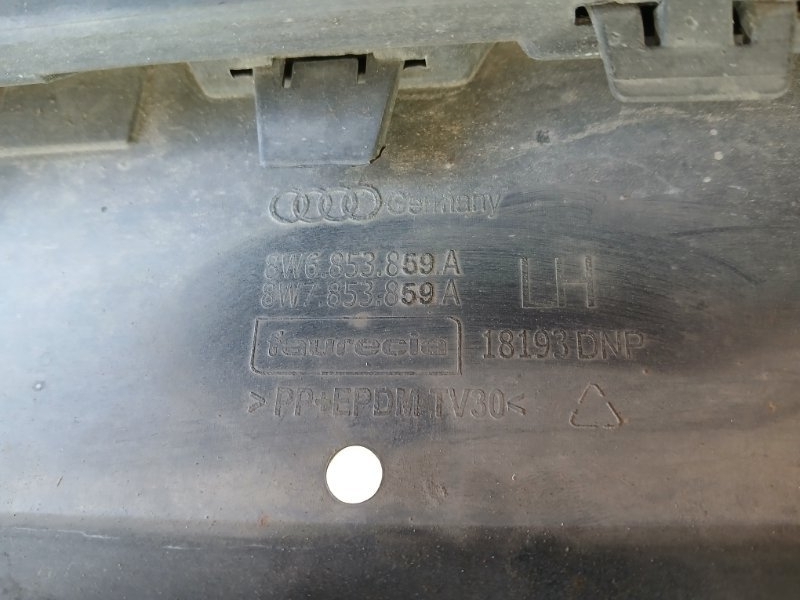 Germany
8W6.853.859 A
8W7.853.859 A
LH
faurecia
18193 DNP
>PP+EPDM TV30<